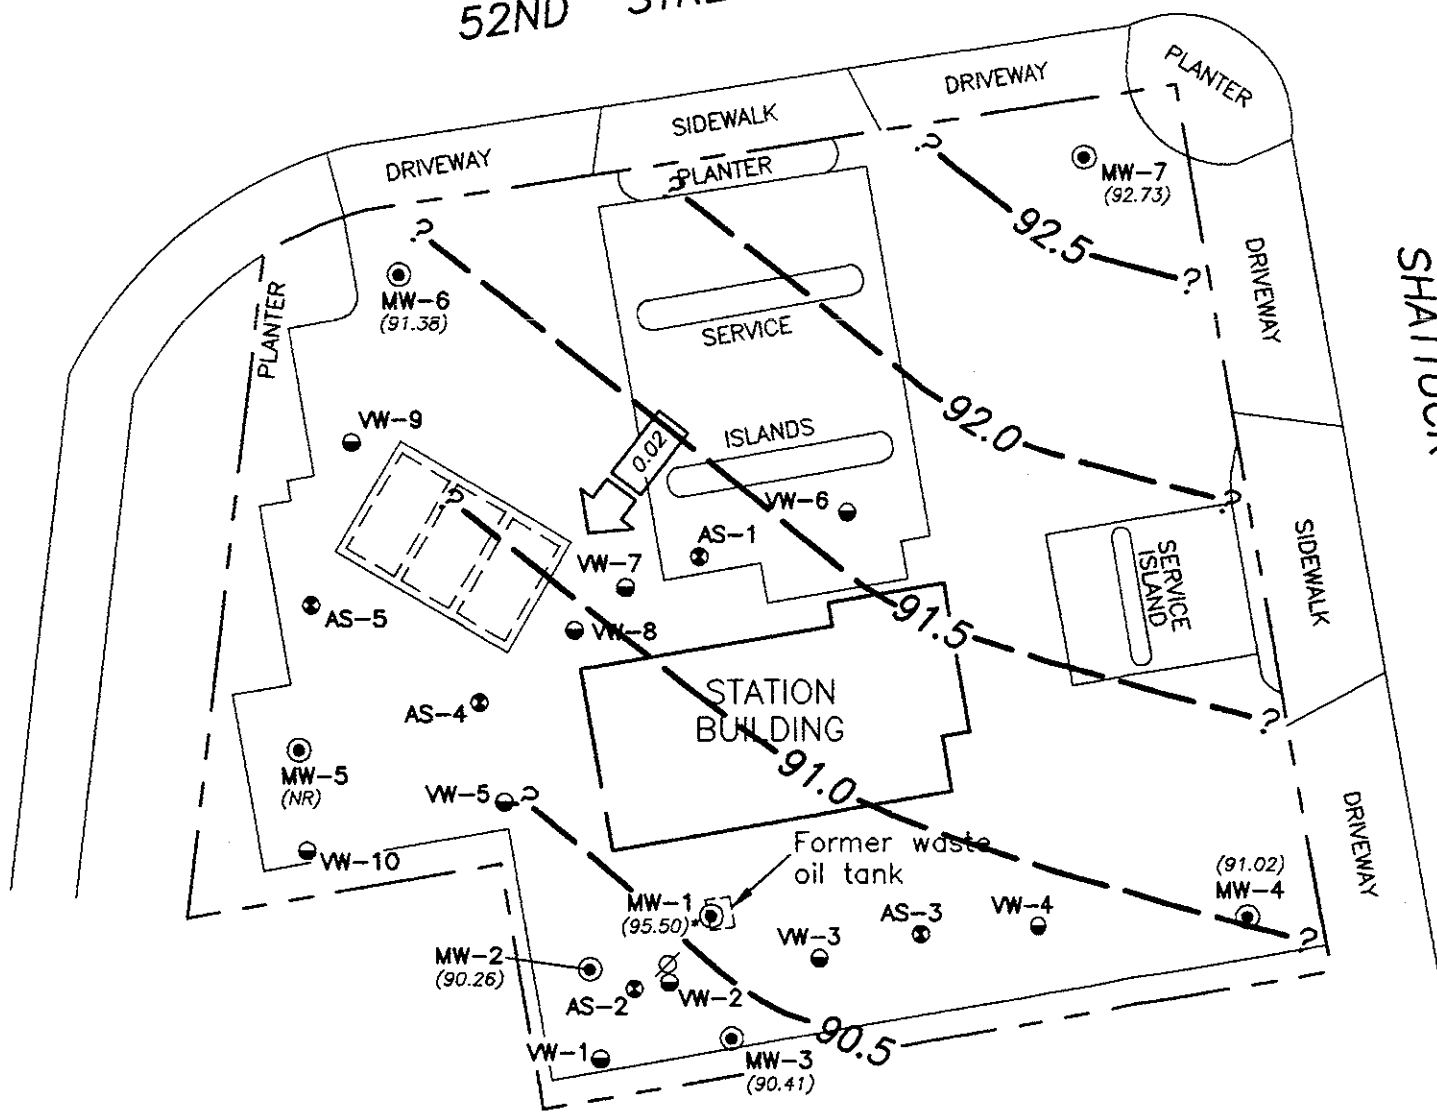 52ND
PLANTER
DRIVEWAY
SIDEWALK
DRIVEWAY
PLANTER
?
?
?
MW-7
(92.73)
92.5
?
MW-6
(91.38)
PLANTER
SERVICE
ISLANDS
DRIVEWAY
92.0
?
VW-9
0.02
?
VW-6
AS-1
VW-7
SERVICE
ISLAND
SIDEWALK
AS-5
VW-8
91.5
?
STATION
BUILDING
AS-4
MW-5
(NR)
91.0
VW-5
?
VW-10
Former waste
oil tank
DRIVEWAY
MW-1
(95.50)*
(91.02)
MW-4
?
AS-3
VW-4
VW-3
MW-2
(90.26)
AS-2
VW-2
VW-1
90.5
MW-3
(90.41)